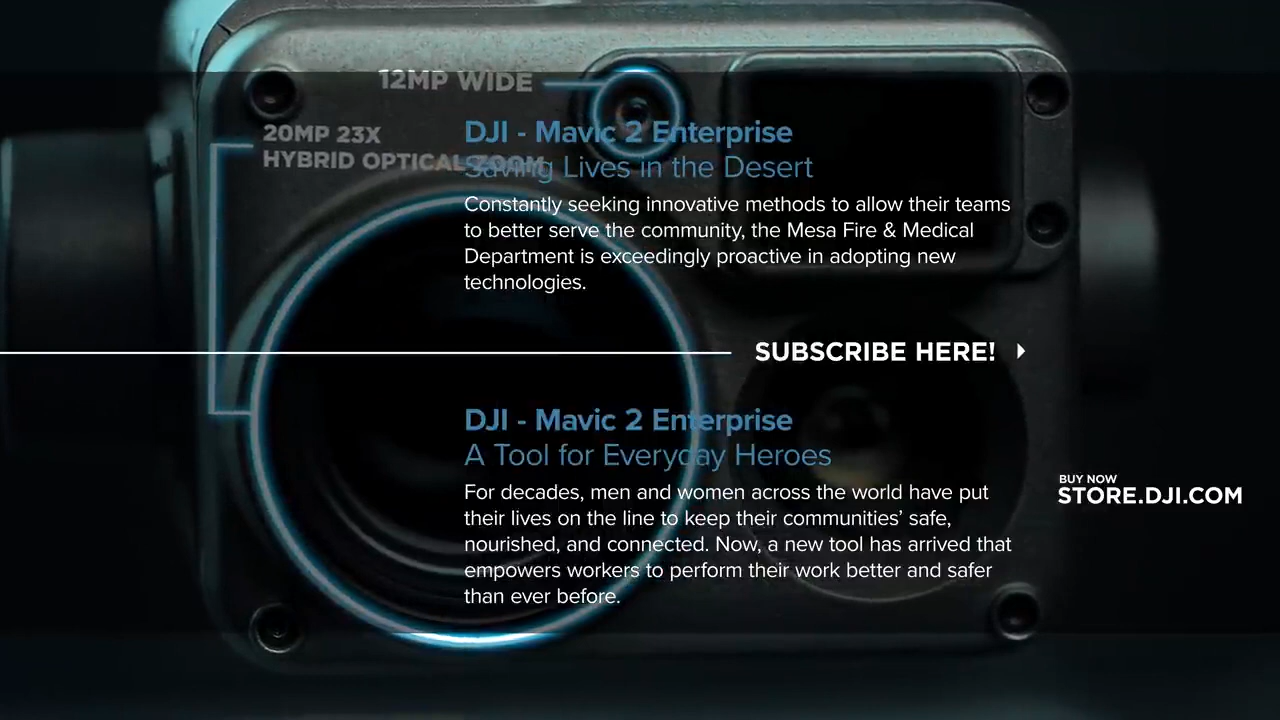 12MP WIDE
20MP 23X
HYBRID OPTICAL ZOOM
DJI - Mavic 2 Enterprise
Saving Lives in the Desert
Constantly seeking innovative methods to allow their teams
to better serve the community, the Mesa Fire & Medical
Department is exceedingly proactive in adopting new
technologies.
SUBSCRIBE HERE!
DJI - Mavic 2 Enterprise
A Tool for Everyday Heroes
For decades, men and women across the world have put
their lives on the line to keep their communities’ safe,
nourished, and connected. Now, a new tool has arrived that
empowers workers to perform their work better and safer
than ever before.
BUY NOW
STORE.DJI.COM